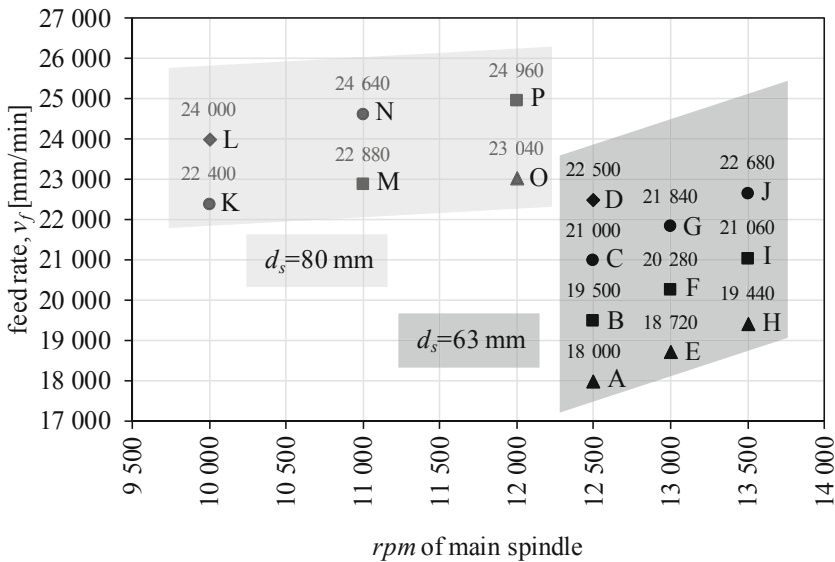 27 000
26 000
25 000
24 000
23 000
22 000
21 000
20 000
19 000
18 000
17 000
feed rate, v_f [mm/min]
24 640
N
24 960
P
24 000
L
22 400
K
22 880
M
23 040
O
d_s=80 mm
22 500
D
22 680
J
21 840
G
21 000
C
21 060
I
20 280
F
19 500
B
19 440
H
18 720
E
18 000
A
d_s=63 mm
9 500
10 000
10 500
11 000
11 500
12 000
12 500
13 000
13 500
14 000
rpm of main spindle